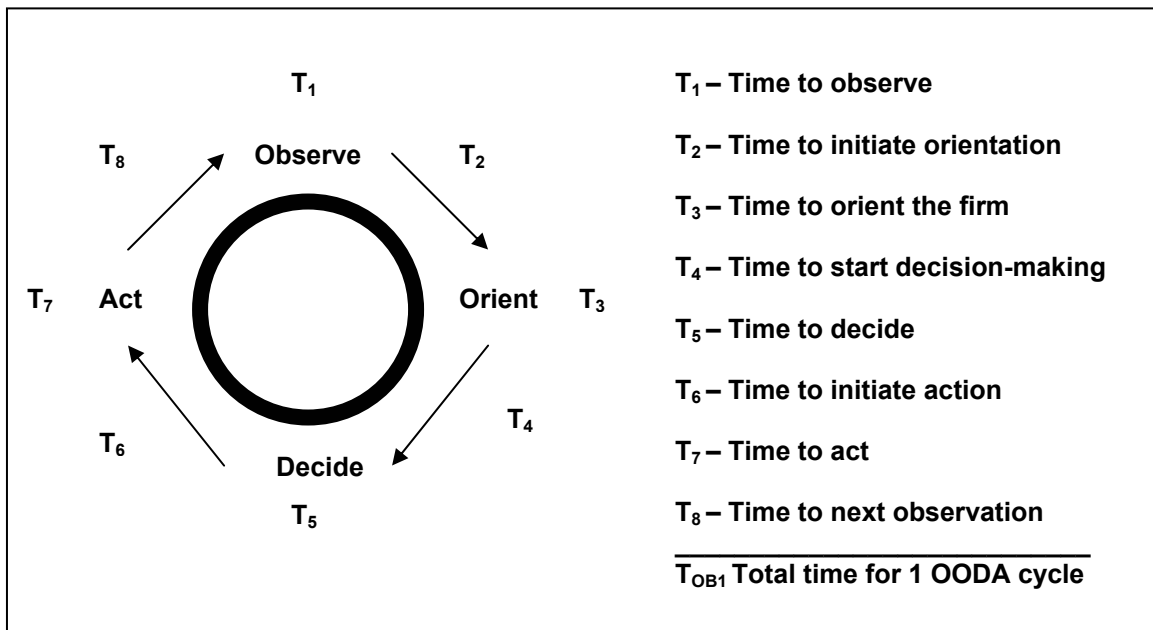 T₁
T₈
Observe
T₂
T₇
Act
Orient
T₃
T₆
T₄
Decide
T₅
T₁ – Time to observe
T₂ – Time to initiate orientation
T₃ – Time to orient the firm
T₄ – Time to start decision-making
T₅ – Time to decide
T₆ – Time to initiate action
T₇ – Time to act
T₈ – Time to next observation
T_OB1 Total time for 1 OODA cycle